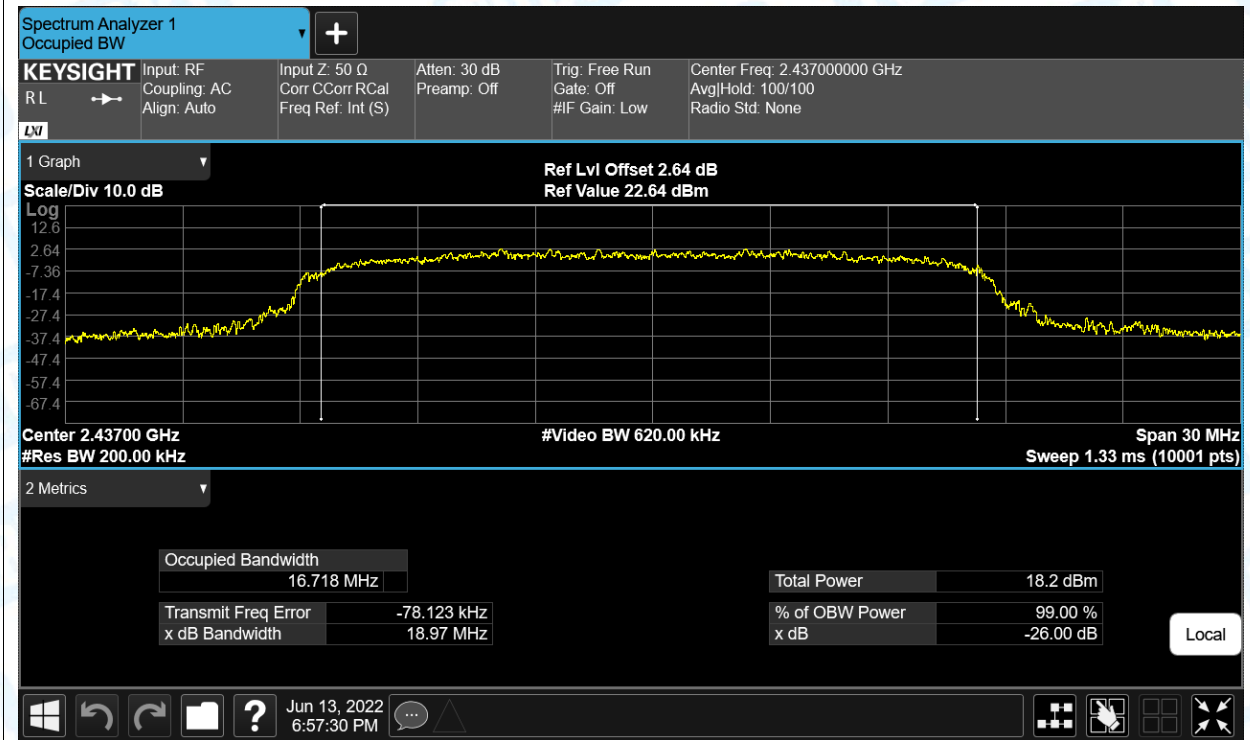 Spectrum Analyzer 1
Occupied BW
KEYSIGHT
R L
LXI
Input: RF
Coupling: AC
Align: Auto
Input Z: 50 Ω
Corr CCorr RCal
Freq Ref: Int (S)
Atten: 30 dB
Preamp: Off
Trig: Free Run
Gate: Off
#IF Gain: Low
Center Freq: 2.437000000 GHz
Avg|Hold: 100/100
Radio Std: None
1 Graph
Scale/Div 10.0 dB
Ref Lvl Offset 2.64 dB
Ref Value 22.64 dBm
Log
12.6
2.64
-7.36
-17.4
-27.4
-37.4
-47.4
-57.4
-67.4
Center 2.43700 GHz
#Res BW 200.00 kHz
#Video BW 620.00 kHz
Span 30 MHz
Sweep 1.33 ms (10001 pts)
2 Metrics
Occupied Bandwidth
16.718 MHz
Transmit Freq Error -78.123 kHz
x dB Bandwidth 18.97 MHz
Total Power 18.2 dBm
% of OBW Power 99.00 %
x dB -26.00 dB
Local
?
Jun 13, 2022
6:57:30 PM